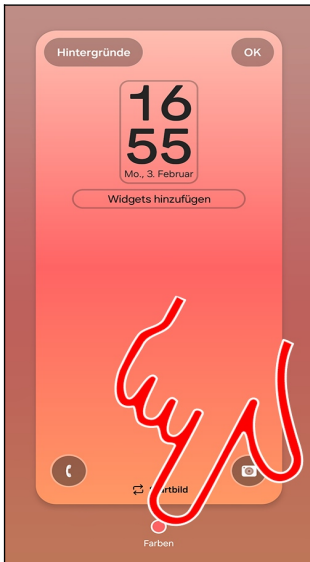 Hintergründe
OK
16
55
Mo., 3. Februar
Widgets hinzufügen
Farben